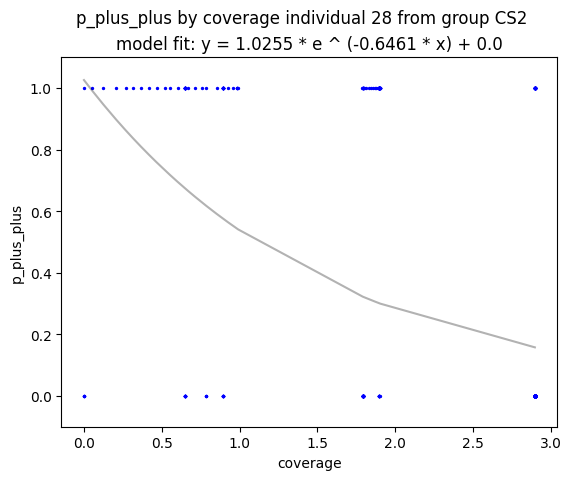 p_plus_plus by coverage individual 28 from group CS2
model fit: y = 1.0255 * e ^ (-0.6461 * x) + 0.0
1.0
0.8
0.6
0.4
0.2
0.0
p_plus_plus
0.0 0.5 1.0 1.5 2.0 2.5 3.0
coverage